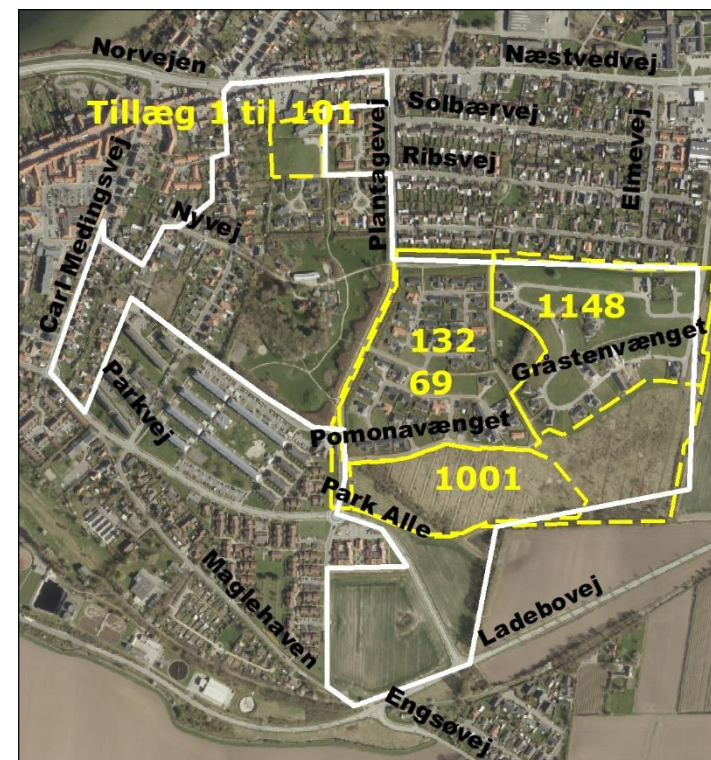 Norvejen
Næstvedvej
Tillæg 1 til 101
Solbærvej
Ribsvej
Plantagevej
Elmevej
Nyvej
Carl Medingsvej
1148
132
Gråstenvænget
69
Parkvej
Pomonavænget
1001
Park Alle
Maglehaven
Ladebovej
Engsøvej